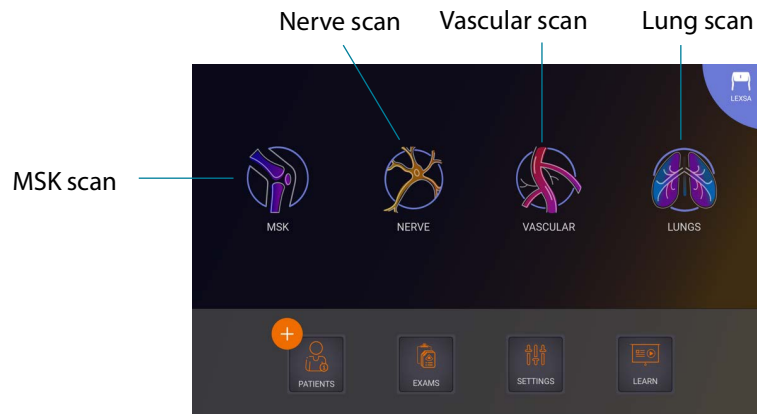 Nerve scan
Vascular scan
Lung scan
LEXSA
MSK scan
MSK
NERVE
VASCULAR
LUNGS
+
PATIENTS
EXAMS
SETTINGS
LEARN